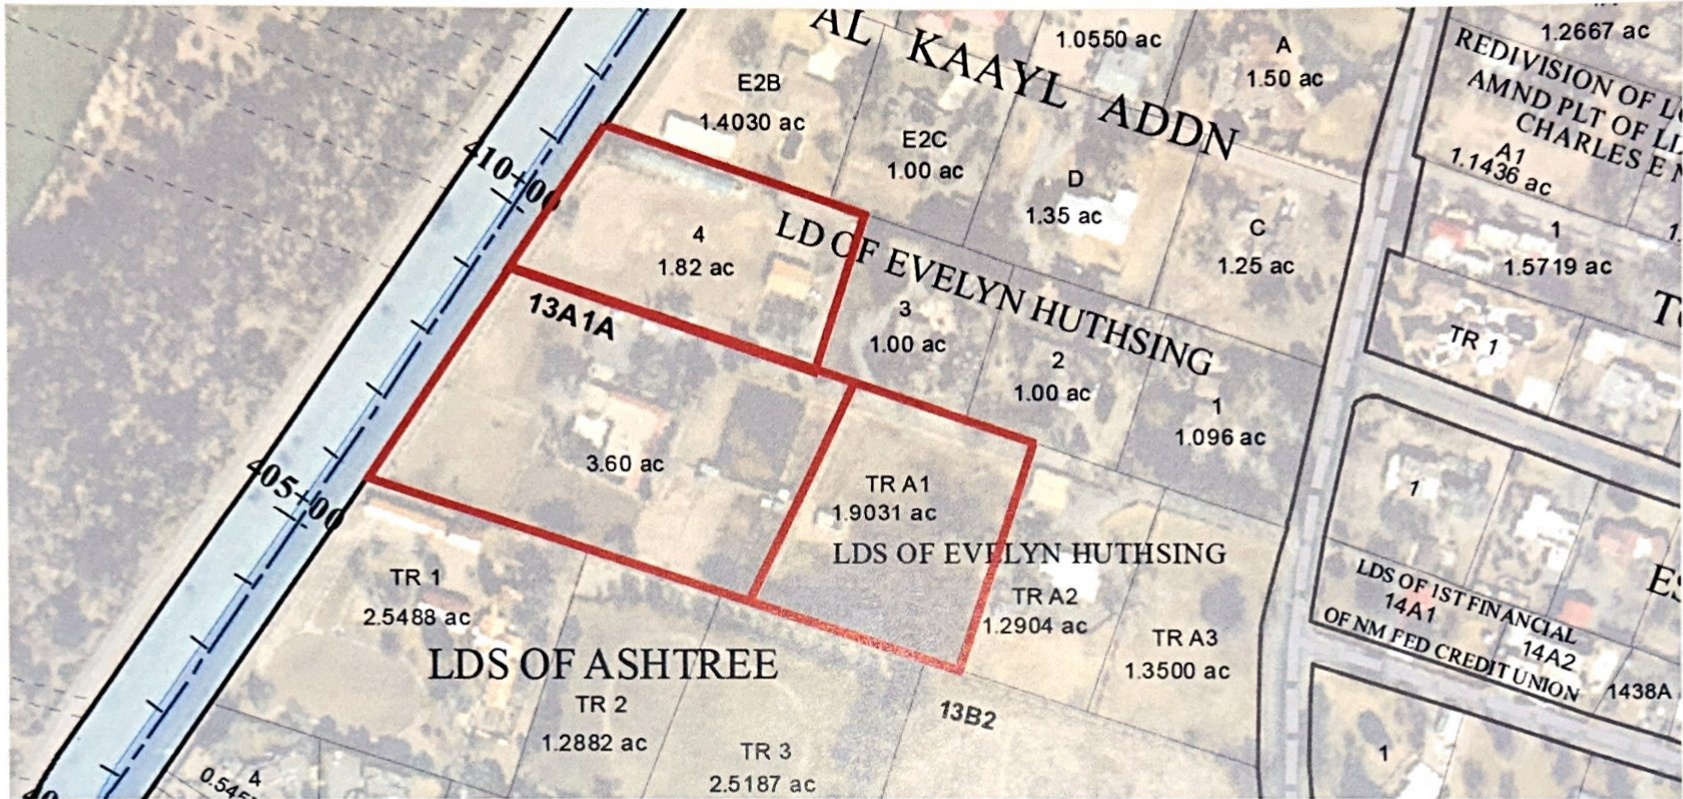 AL KAAYL ADDN
1.0550 ac
A
1.50 ac
1.2667 ac
REDIVISION OF
AMND PLT OF
CHARLES E
A1
1.1436 ac
E2B
1.4030 ac
E2C
1.00 ac
D
1.35 ac
C
1.25 ac
1
1.5719 ac
410+00
4
1.82 ac
LD OF EVELYN HUTHSING
3
1.00 ac
2
1.00 ac
1
1.096 ac
TR 1
13A1A
3.60 ac
TR A1
1.9031 ac
LDS OF EVELYN HUTHSING
TR A2
1.2904 ac
TR A3
1.3500 ac
1
405+00
TR 1
2.5488 ac
LDS OF ASHTREE
TR 2
1.2882 ac
TR 3
2.5187 ac
13B2
LDS OF 1ST FINANCIAL
14A1
OF NM FED CREDIT UNION
14A2
1438A
1
4